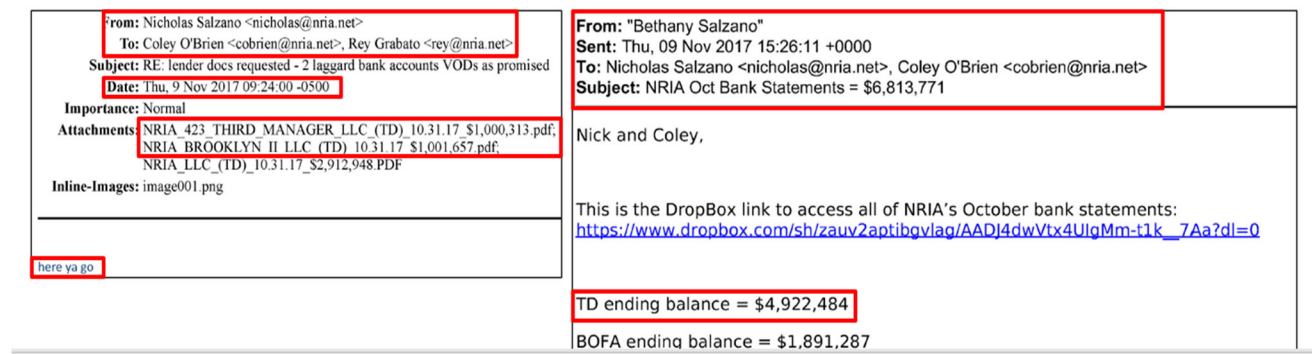 From: Nicholas Salzano <nicholas@nria.net>
To: Coley O'Brien <cobrien@nria.net>, Rey Grabato <rey@nria.net>
Subject: RE: lender docs requested - 2 laggard bank accounts VODs as promised
Date: Thu, 9 Nov 2017 09:24:00 -0500
Importance: Normal
Attachments: NRIA_423_THIRD_MANAGER_LLC_(TD)_10.31.17_$1,000,313.pdf;
NRIA_BROOKLYN_II_LLC_(TD)_10.31.17_$1,001,657.pdf;
NRIA_LLC_(TD)_10.31.17_$2,912,948.PDF
Inline-Images: image001.png
here ya go
From: "Bethany Salzano"
Sent: Thu, 09 Nov 2017 15:26:11 +0000
To: Nicholas Salzano <nicholas@nria.net>, Coley O'Brien <cobrien@nria.net>
Subject: NRIA Oct Bank Statements = $6,813,771
Nick and Coley,
This is the DropBox link to access all of NRIA’s October bank statements:
https://www.dropbox.com/sh/zauv2aptibgvlag/AADJ4dwVtx4UIgMm-t1k__7Aa?dl=0
TD ending balance = $4,922,484
BOFA ending balance = $1,891,287